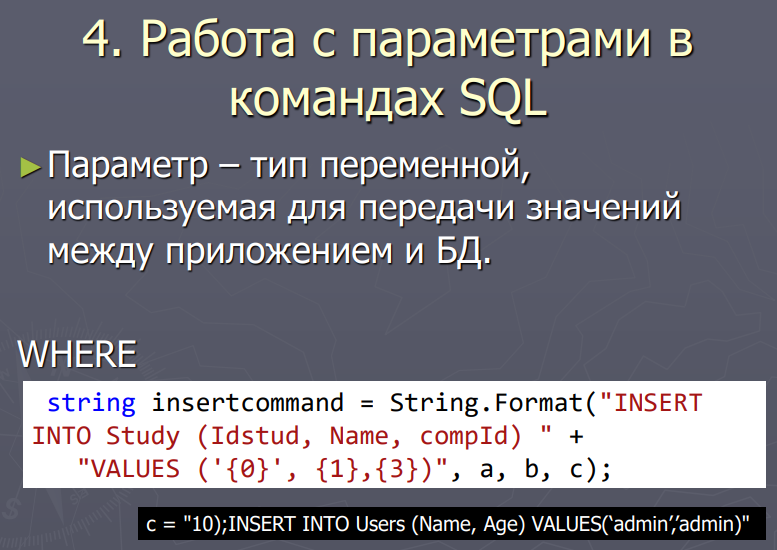 4. Работа с параметрами в
командах SQL
►Параметр – тип переменной,
используемая для передачи значений
между приложением и БД.
WHERE
string insertcommand = String.Format("INSERT
INTO Study (Idstud, Name, compId) " +
"VALUES ('{0}', {1},{3})", a, b, c);
c = "10);INSERT INTO Users (Name, Age) VALUES(‘admin’,’admin)"